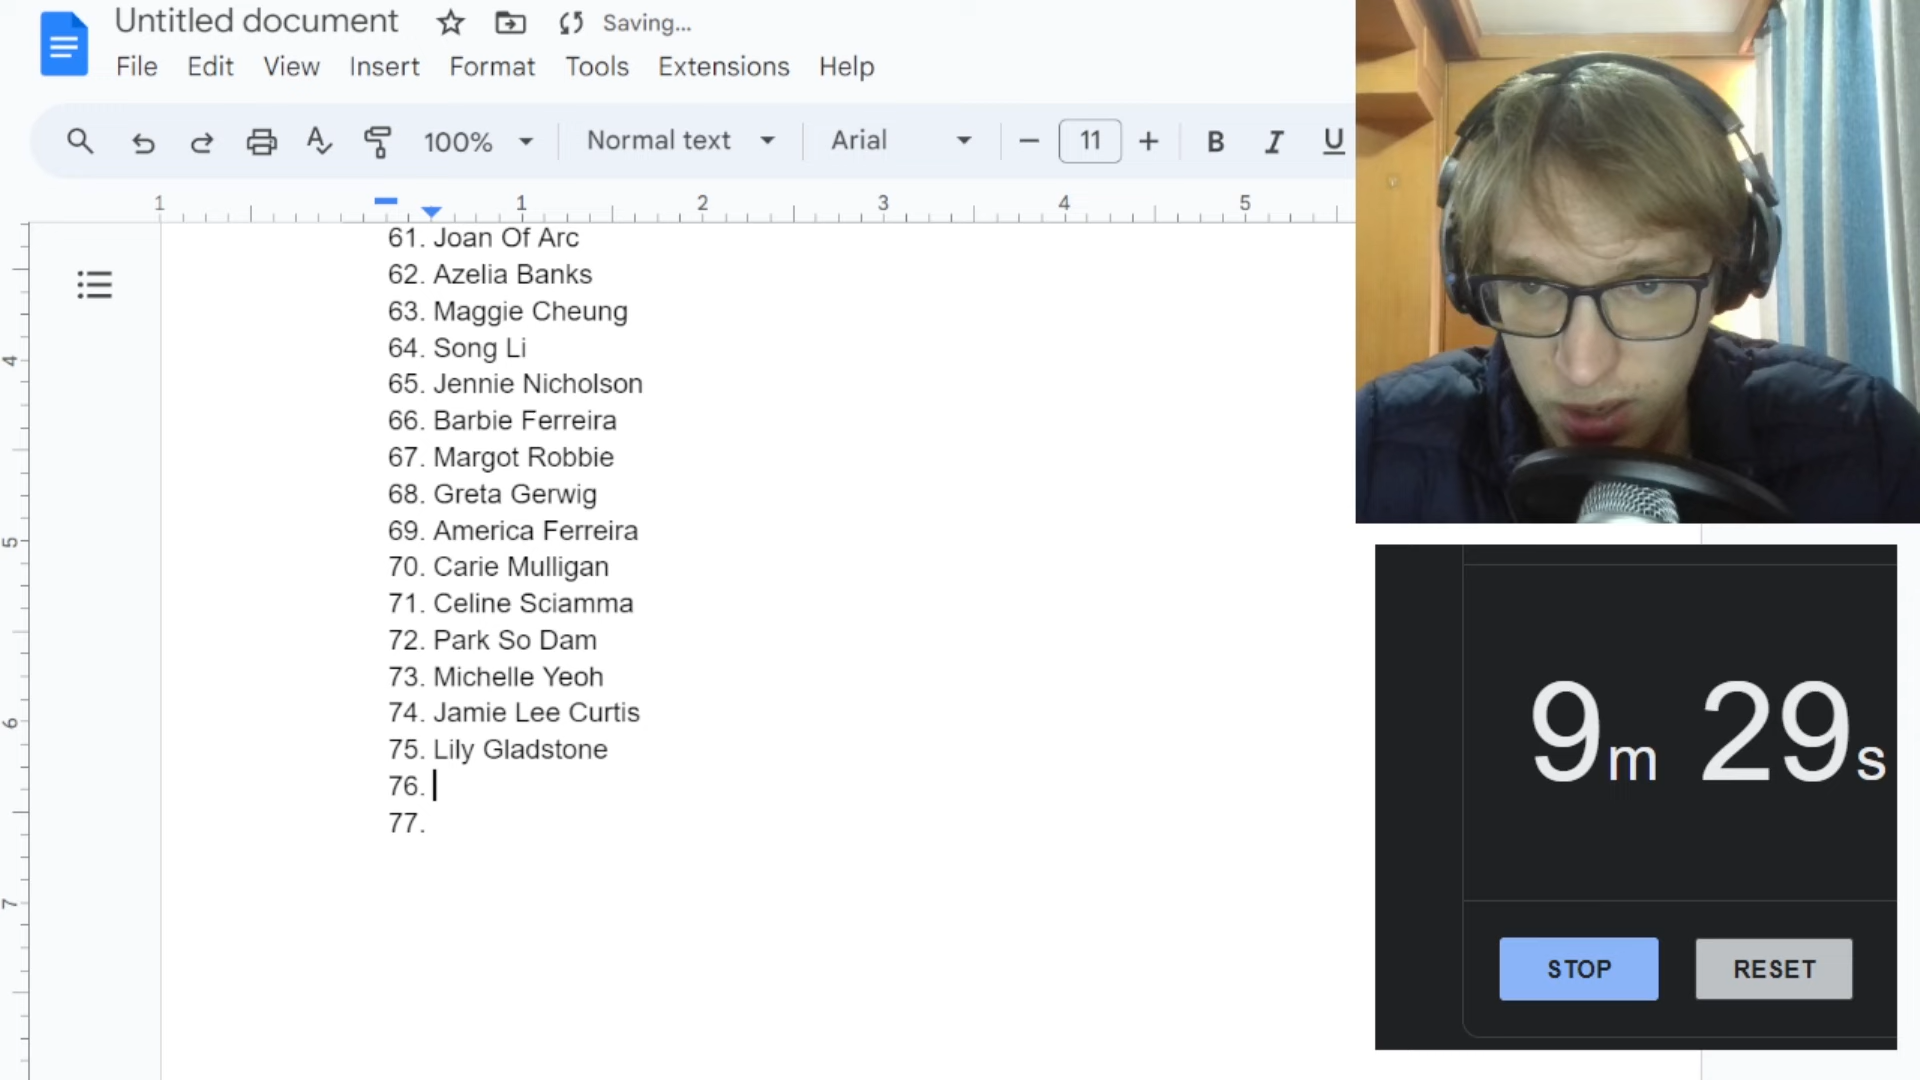 Untitled document Saving...
File Edit View Insert Format Tools Extensions Help
100% Normal text Arial 11 B I U
1 1 2 3 4 5
61. Joan Of Arc
62. Azelia Banks
63. Maggie Cheung
64. Song Li
65. Jennie Nicholson
66. Barbie Ferreira
67. Margot Robbie
68. Greta Gerwig
69. America Ferreira
70. Carie Mulligan
71. Celine Sciamma
72. Park So Dam
73. Michelle Yeoh
74. Jamie Lee Curtis
75. Lily Gladstone
76.
77.
4
5
6
7
9m 29s
STOP RESET